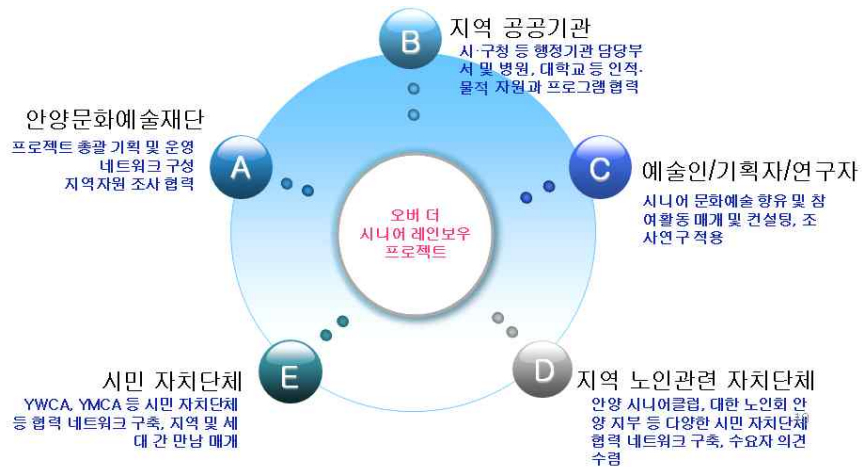 B
지역 공공기관
시·구청 등 행정기관 담당부
서 및 병원, 대학교 등 인적·
물적 자원과 프로그램 협력
안양문화예술재단
프로젝트 총괄 기획 및 운영
네트워크 구성
지역자원 조사 협력
A
C
예술인/기획자/연구자
시니어 문화예술 향유 및 참
여활동 매개 및 컨설팅, 조
사연구 적용
오버 더
시니어 레인보우
프로젝트
E
시민 자치단체
YWCA, YMCA 등 시민 자치단체
등 협력 네트워크 구축, 지역 및 세
대 간 만남 매개
D
지역 노인관련 자치단체
안양 시니어클럽, 대한 노인회 안
양 지부 등 다양한 시민 자치단체
협력 네트워크 구축, 수요자 의견
수렴